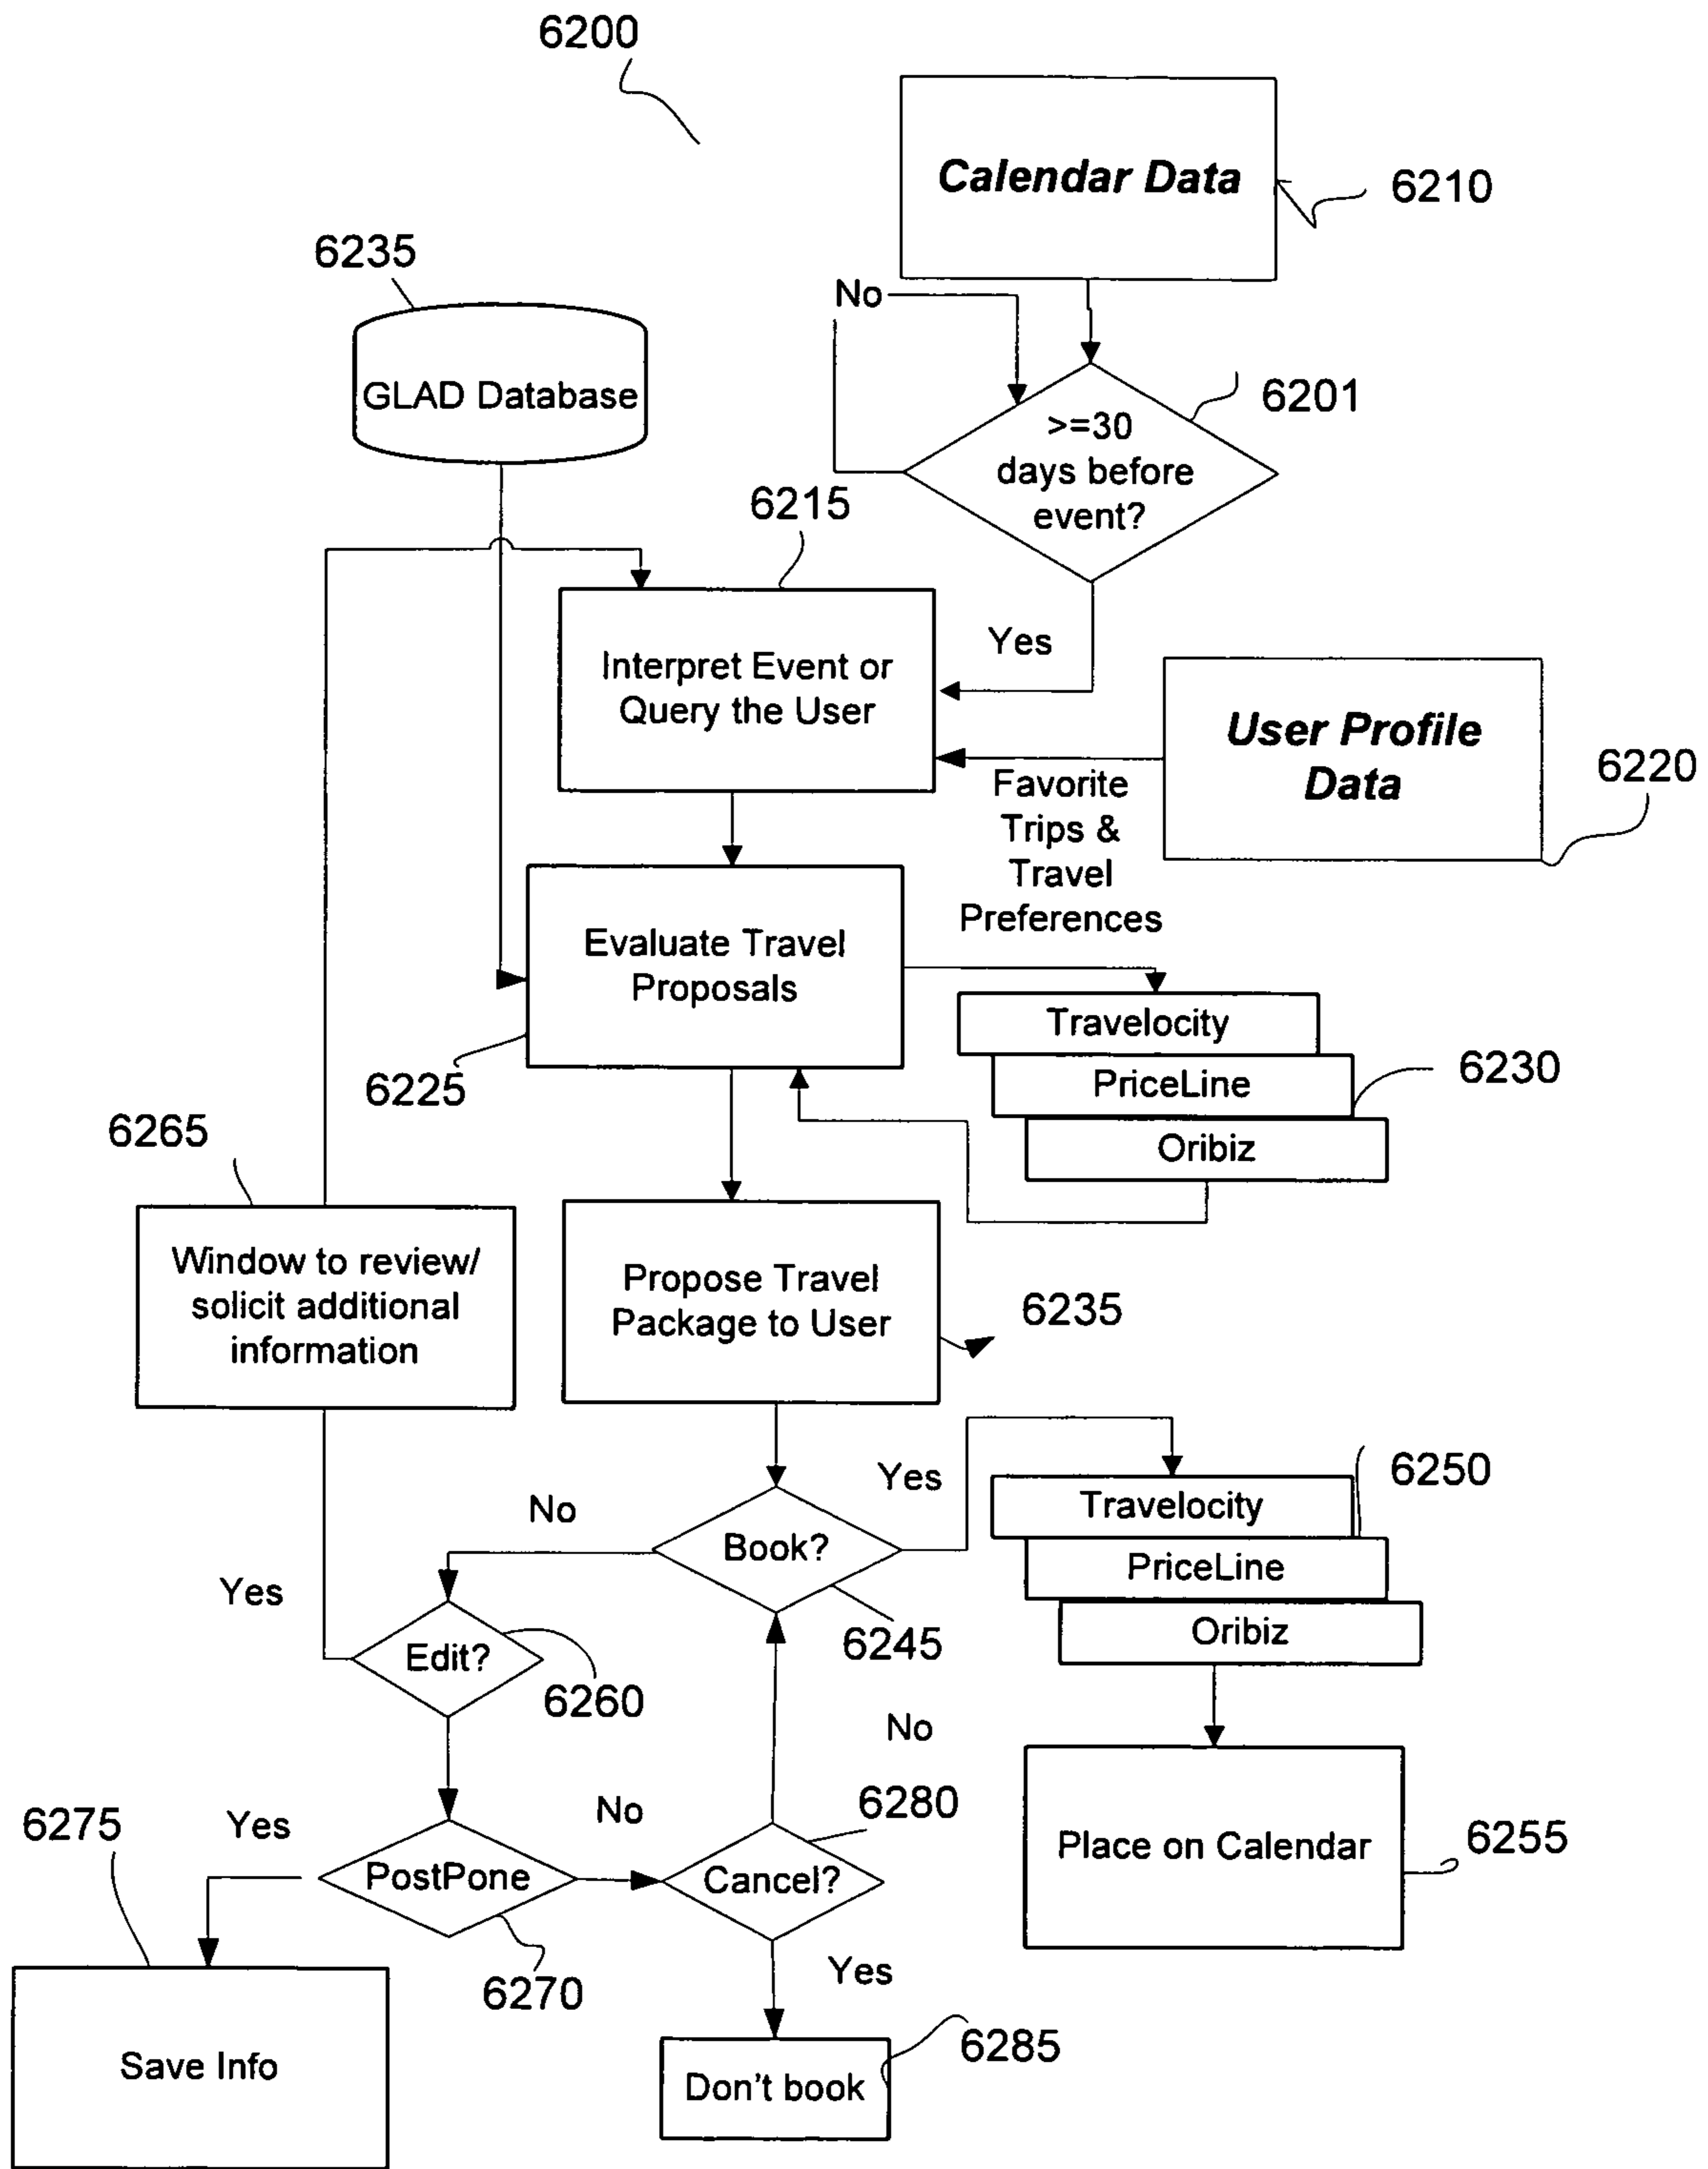 6200
Calendar Data
6210
6235
GLAD Database
No
6201
>=30
days before
event?
6215
Interpret Event or
Query the User
Yes
User Profile
Data
6220
Favorite
Trips &
Travel
Preferences
Evaluate Travel
Proposals
6225
Travelocity
PriceLine
Oribiz
6230
6265
Window to review/
solicit additional
information
Propose Travel
Package to User
6235
Book?
Yes
No
6245
Travelocity
PriceLine
Oribiz
6250
Yes
Edit?
6260
No
6280
Place on Calendar
6255
6275
Yes
PostPone
No
Cancel?
6270
Yes
Save Info
Don't book
6285